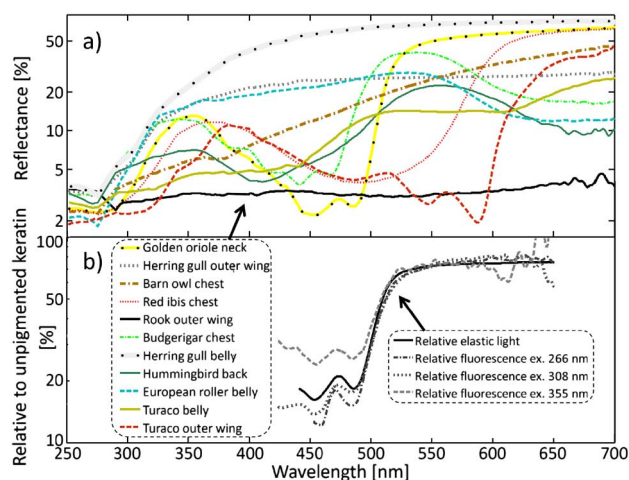 a)
Reflectance [%]
50
20
10
5
2
b)
Relative to unpigmented keratin
[%]
100
50
20
10
Golden oriole neck
Herring gull outer wing
Barn owl chest
Red ibis chest
Rook outer wing
Budgerigar chest
Herring gull belly
Hummingbird back
European roller belly
Turaco belly
Turaco outer wing
Relative elastic light
Relative fluorescence ex. 266 nm
Relative fluorescence ex. 308 nm
Relative fluorescence ex. 355 nm
250 300 350 400 450 500 550 600 650 700
Wavelength [nm]